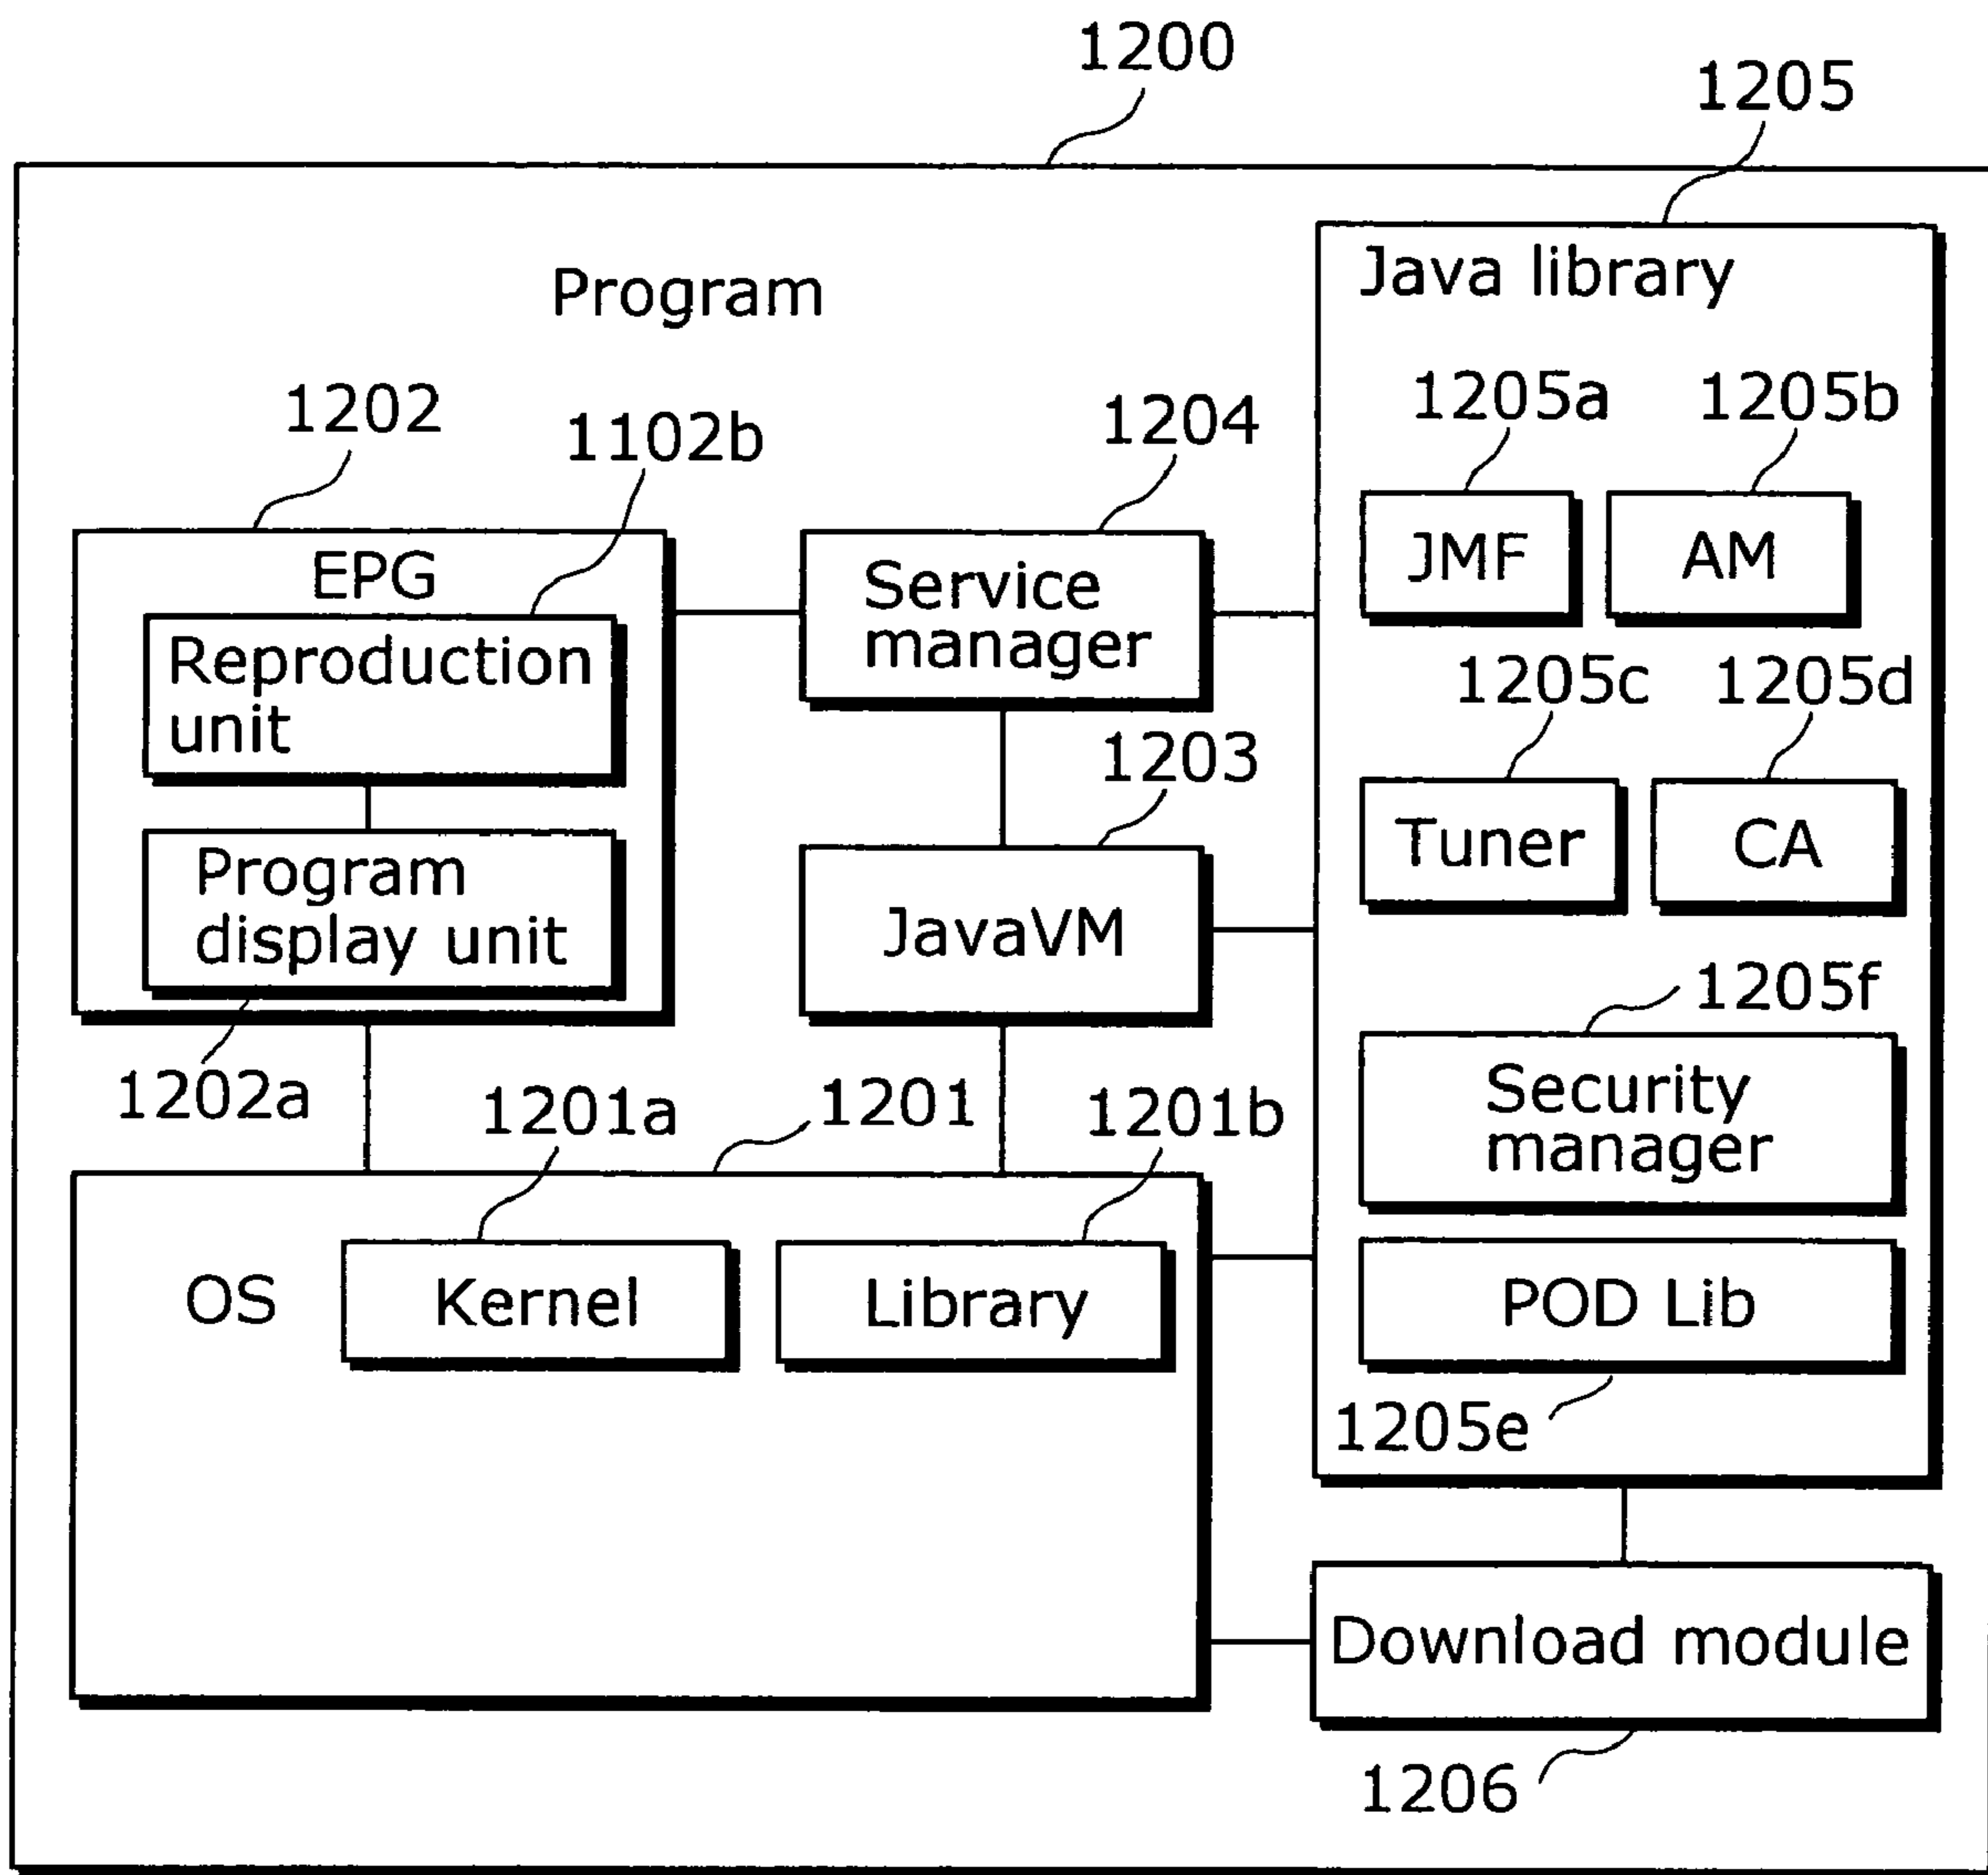 1200
1205
Program
Java library
1202
1102b
1204
1205a
1205b
EPG
Reproduction
unit
Service
manager
JMF
AM
1205c
1205d
1203
Program
display unit
JavaVM
Tuner
CA
1205f
1202a
1201a
1201
1201b
Security
manager
OS
Kernel
Library
POD Lib
1205e
Download module
1206